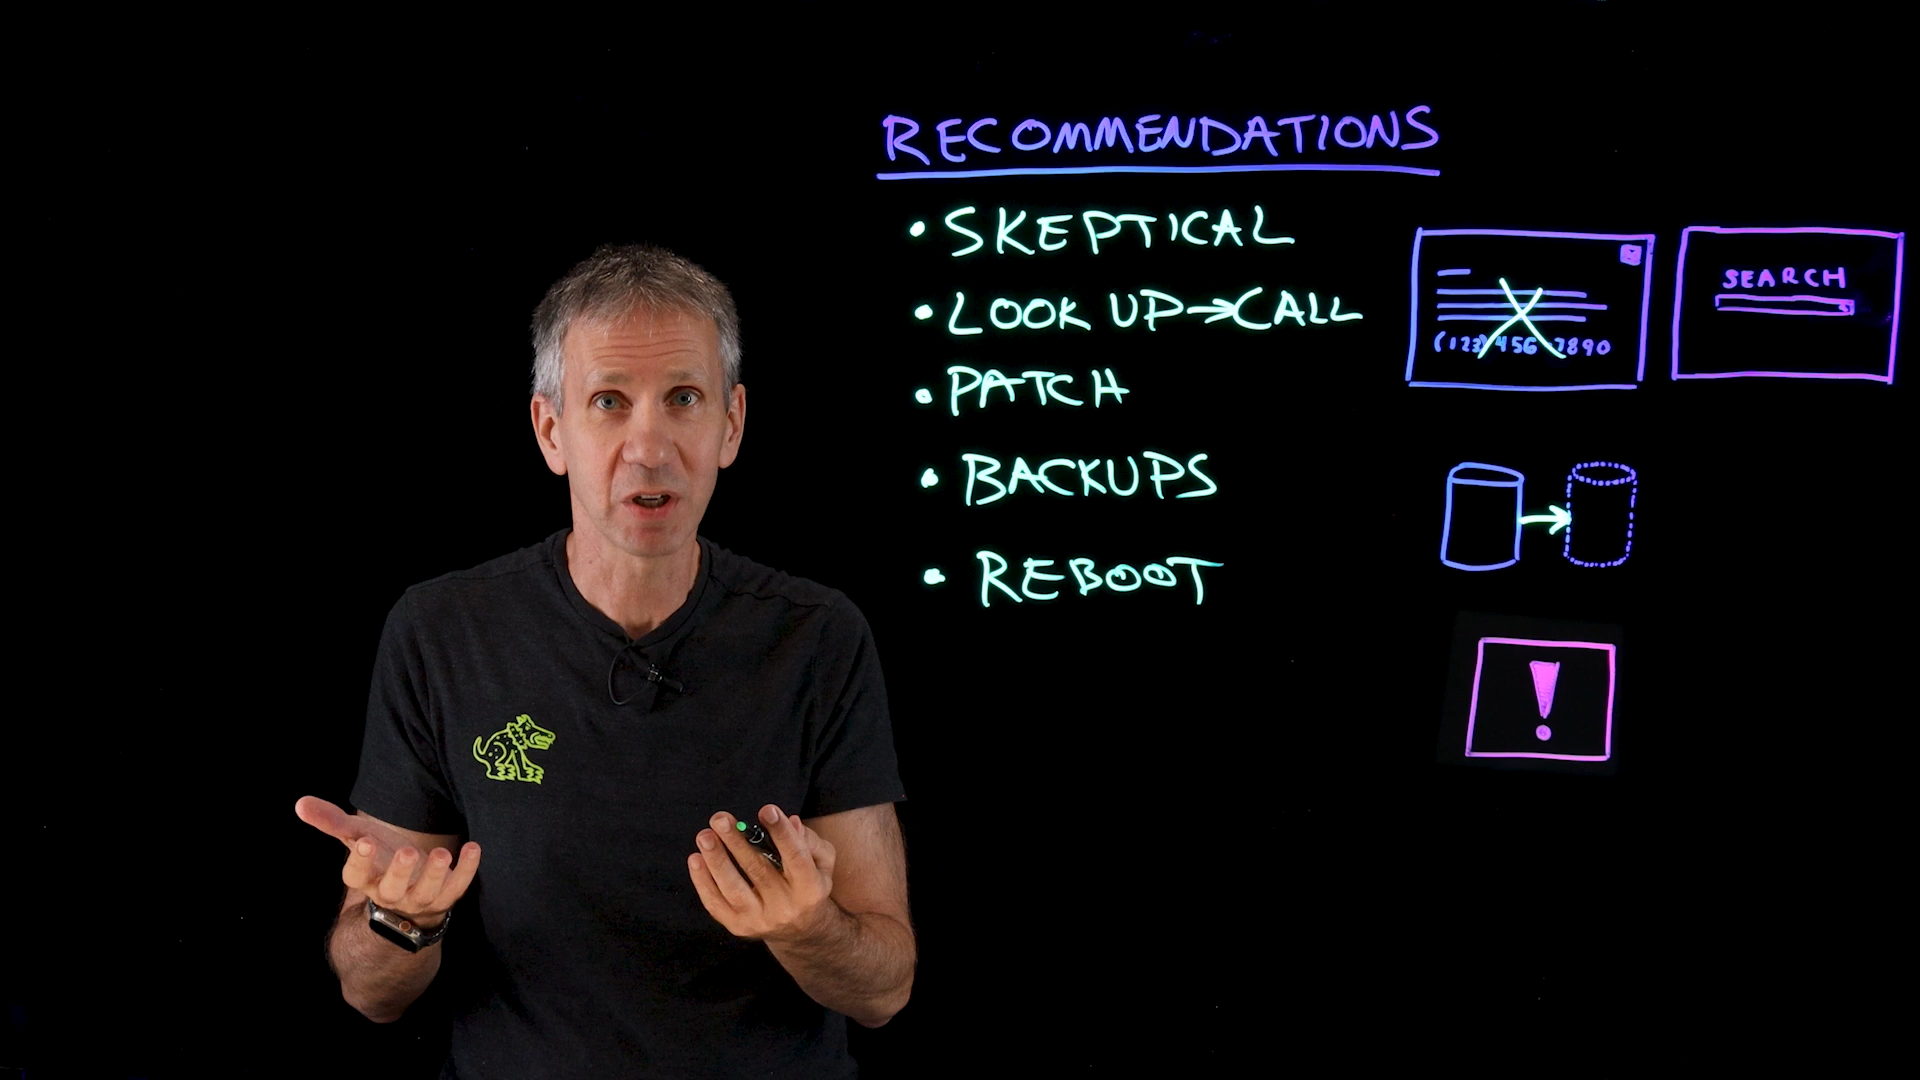 RECOMMENDATIONS
• SKEPTICAL
• LOOK UP→CALL
• PATCH
• BACKUPS
• REBOOT
(123) 456-7890
SEARCH
!